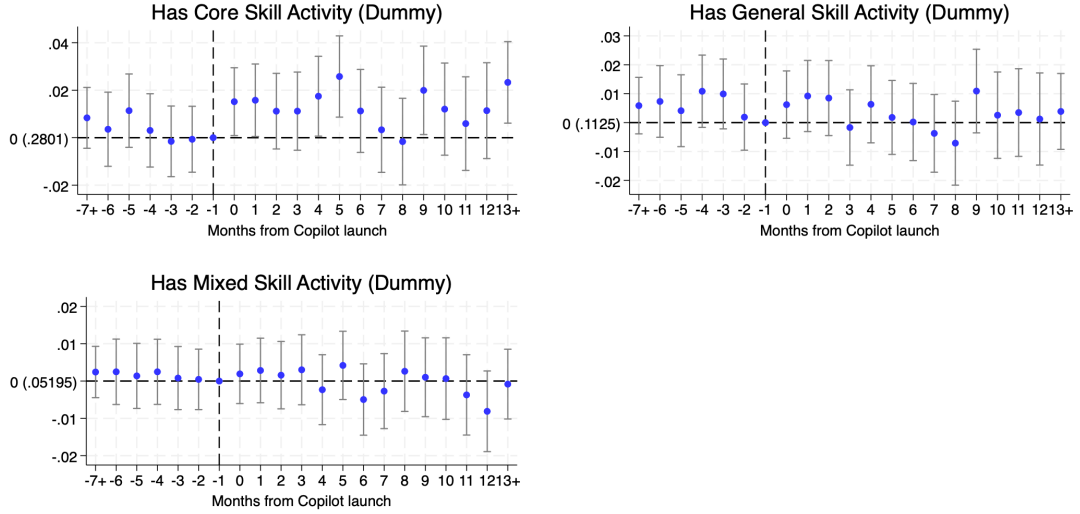 Has Core Skill Activity (Dummy)
.04
.02
0 (.2801)
-.02
-7+ -6 -5 -4 -3 -2 -1 0 1 2 3 4 5 6 7 8 9 10 11 12 13+
Months from Copilot launch
Has General Skill Activity (Dummy)
.03
.02
.01
0 (.1125)
-.01
-.02
-7+ -6 -5 -4 -3 -2 -1 0 1 2 3 4 5 6 7 8 9 10 11 12 13+
Months from Copilot launch
Has Mixed Skill Activity (Dummy)
.02
.01
0 (.05195)
-.01
-.02
-7+ -6 -5 -4 -3 -2 -1 0 1 2 3 4 5 6 7 8 9 10 11 12 13+
Months from Copilot launch